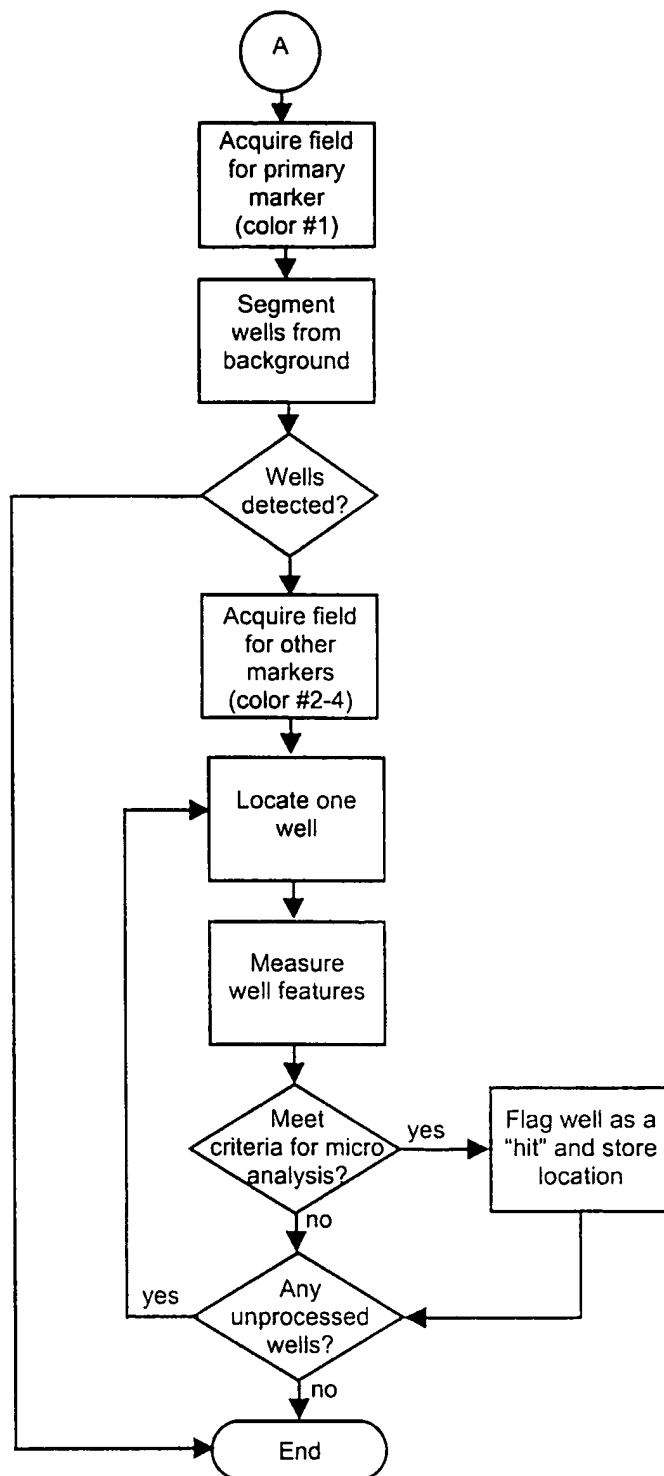 A
Acquire field
for primary
marker
(color #1)
Segment
wells from
background
Wells
detected?
Acquire field
for other
markers
(color #2-4)
Locate one
well
Measure
well features
Meet
criteria for micro
analysis?
yes
Flag well as a
"hit" and store
location
no
Any
unprocessed
wells?
yes
no
End